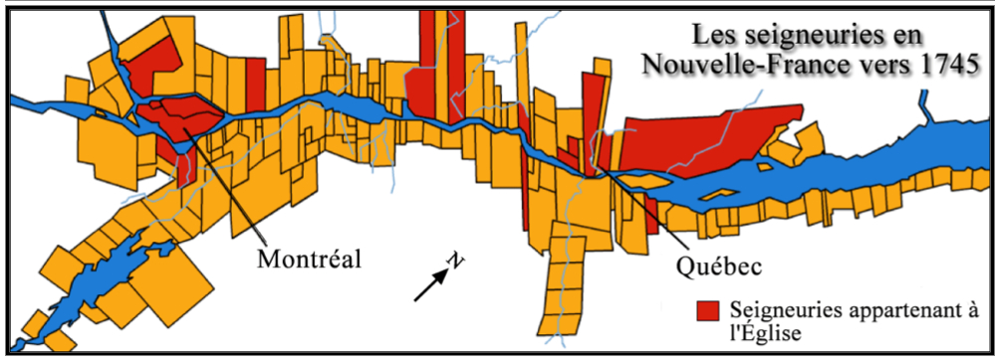 Les seigneuries en
Nouvelle-France vers 1745
Montréal
N
Québec
Seigneuries appartenant à
l'Église